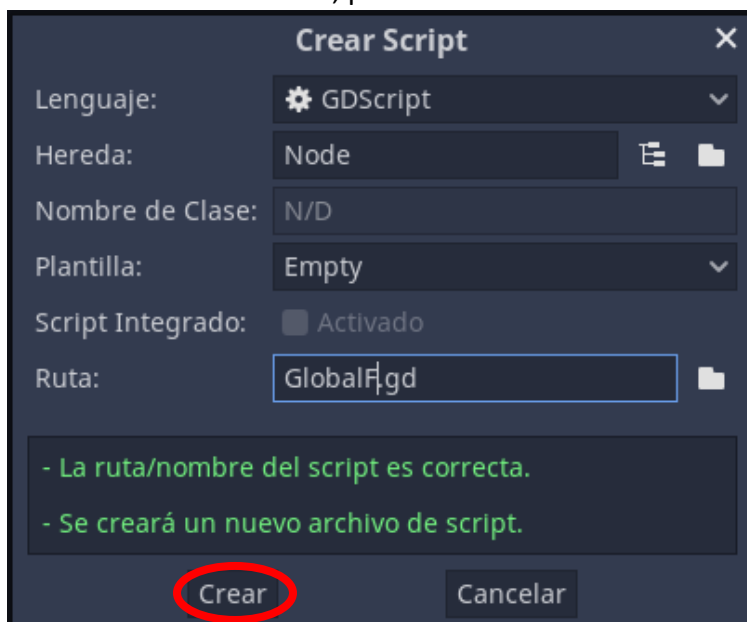 Crear Script
Lenguaje: GDScript
Hereda: Node
Nombre de Clase: N/D
Plantilla: Empty
Script Integrado: Activado
Ruta: GlobalF.gd
- La ruta/nombre del script es correcta.
- Se creará un nuevo archivo de script.
Crear Cancelar